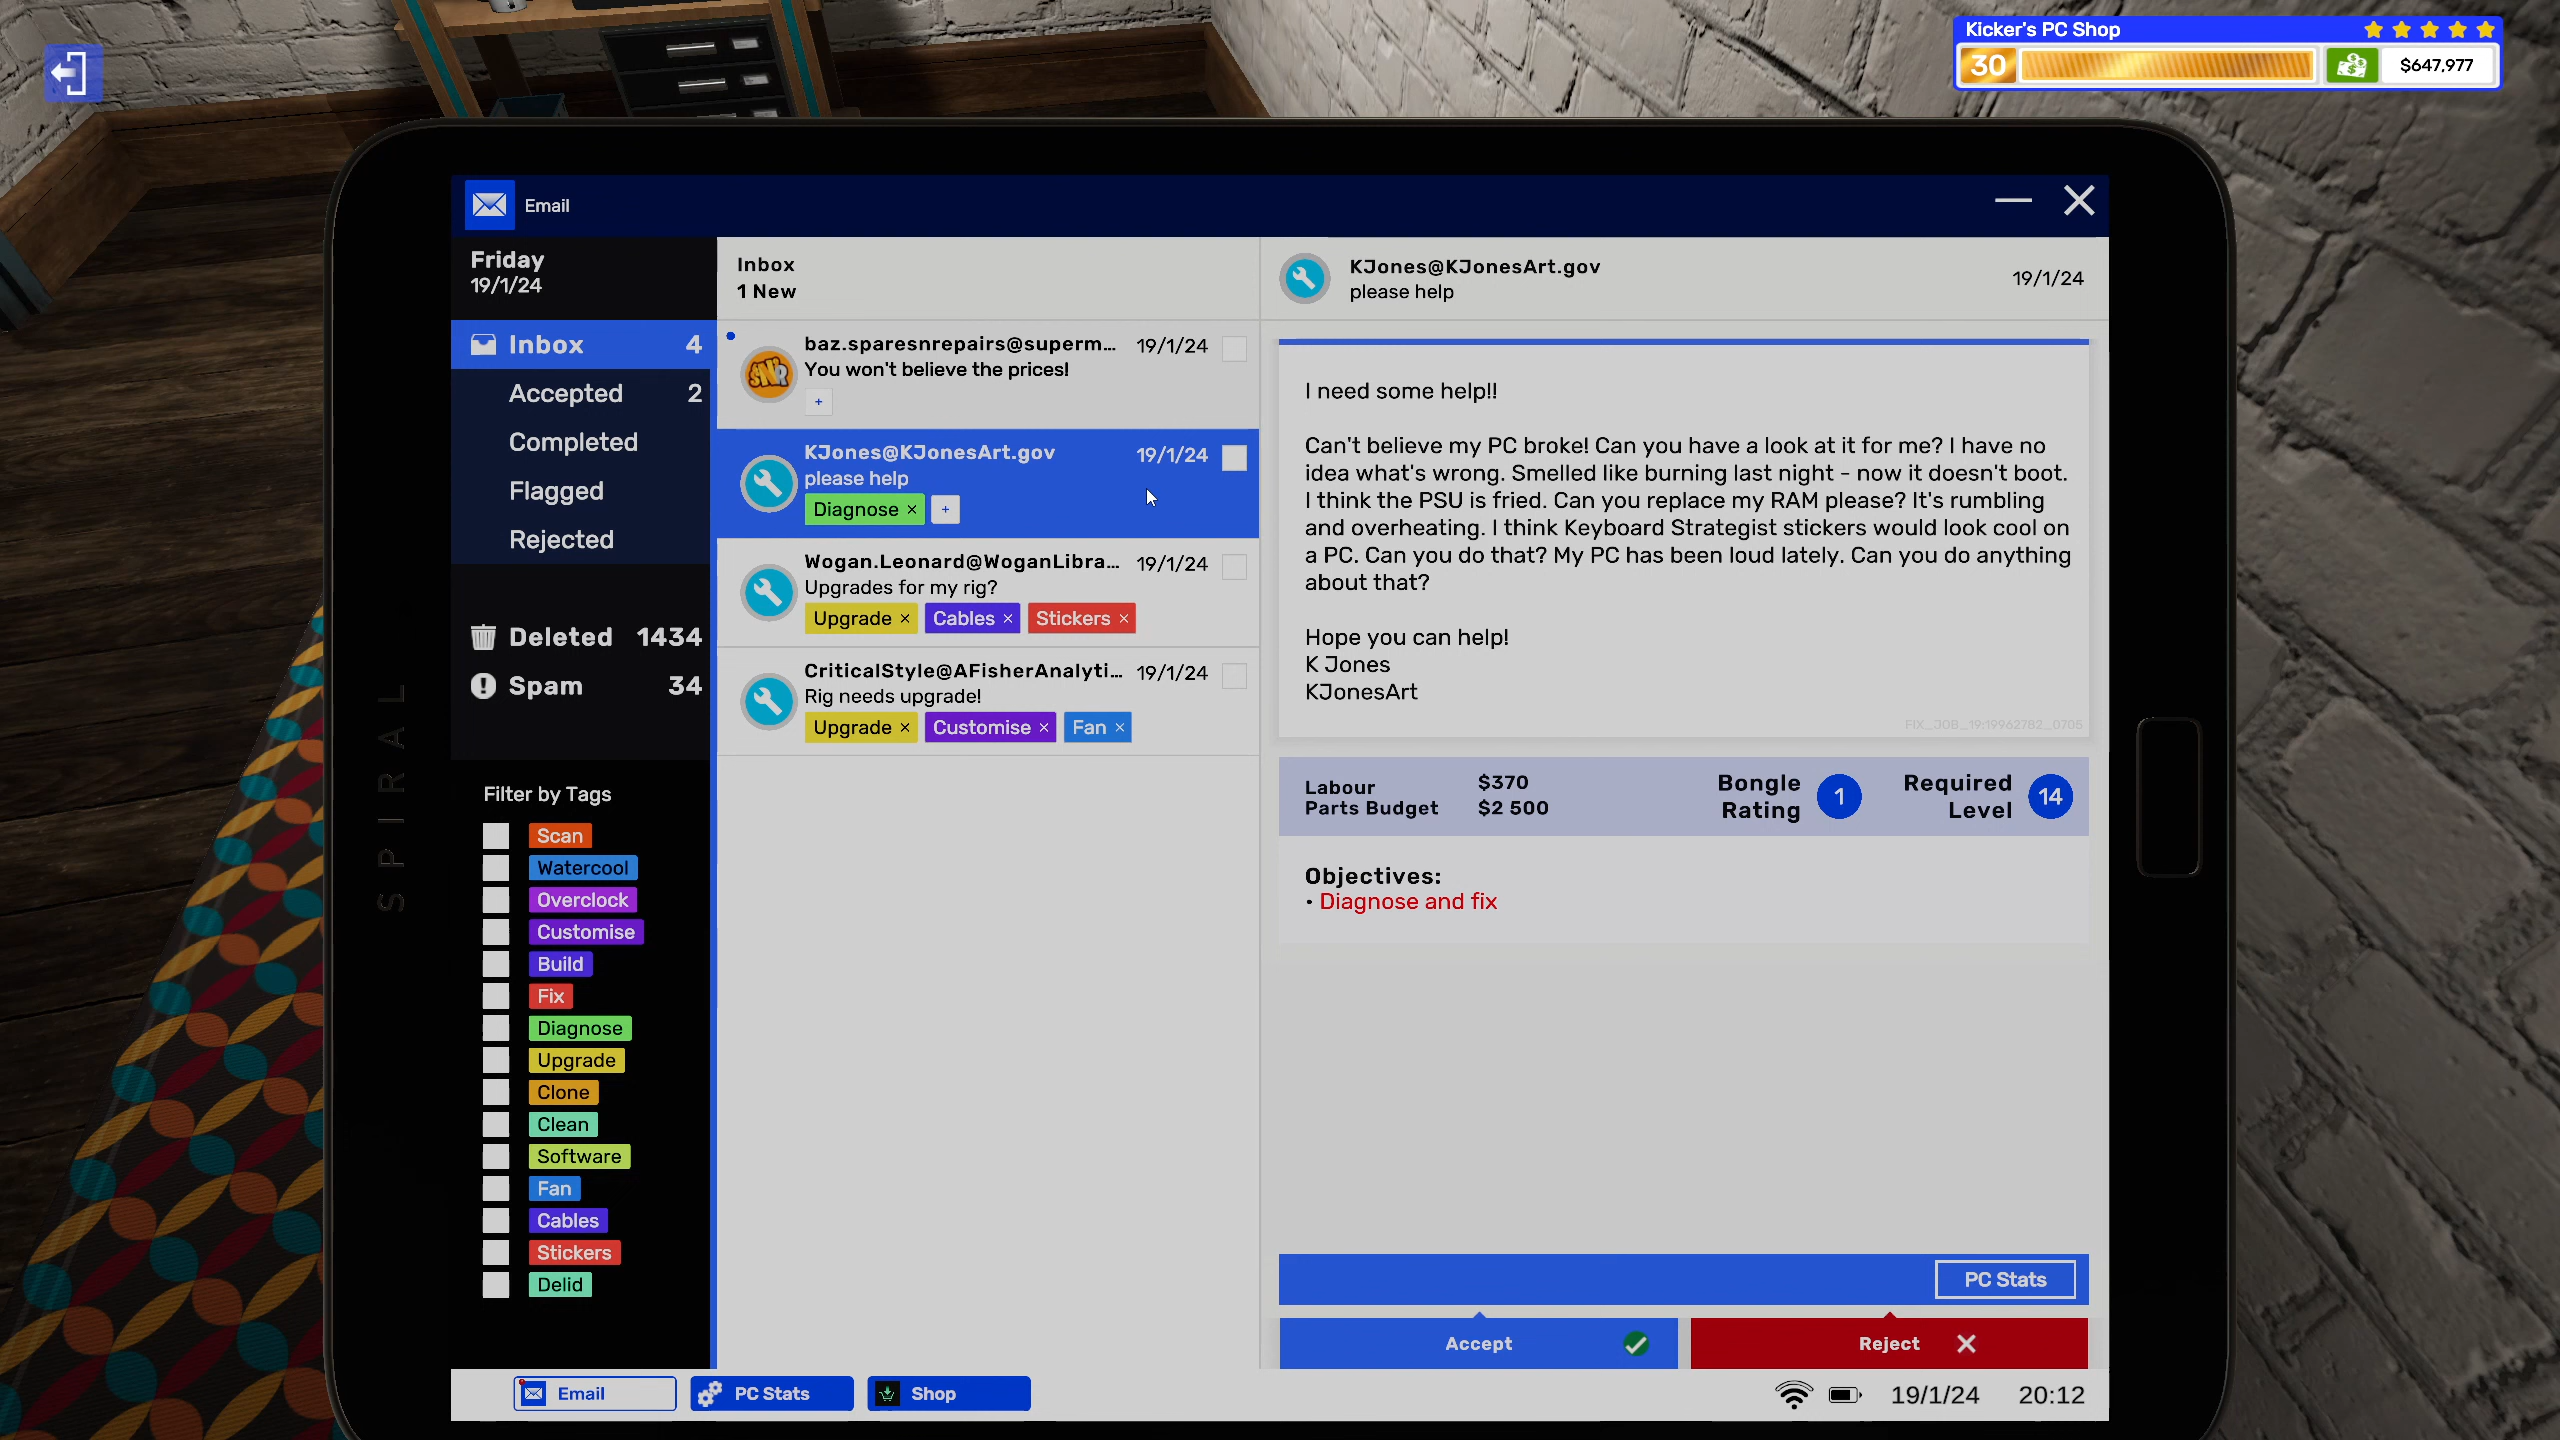 Kicker's PC Shop
30
$647,977
Email
Friday
19/1/24
Inbox 4
Accepted 2
Completed
Flagged
Rejected
Deleted 1434
Spam 34
Filter by Tags
Scan
Watercool
Overclock
Customise
Build
Fix
Diagnose
Upgrade
Clone
Clean
Software
Fan
Cables
Stickers
Delid
Inbox
1 New
baz.sparesnrepairs@superm... 19/1/24
You won't believe the prices!
SNR
+
KJones@KJonesArt.gov 19/1/24
please help
Diagnose × +
Wogan.Leonard@WoganLibra... 19/1/24
Upgrades for my rig?
Upgrade × Cables × Stickers ×
CriticalStyle@AFisherAnalyti... 19/1/24
Rig needs upgrade!
Upgrade × Customise × Fan ×
KJones@KJonesArt.gov
please help
19/1/24
I need some help!!
Can't believe my PC broke! Can you have a look at it for me? I have no
idea what's wrong. Smelled like burning last night - now it doesn't boot.
I think the PSU is fried. Can you replace my RAM please? It's rumbling
and overheating. I think Keyboard Strategist stickers would look cool on
a PC. Can you do that? My PC has been loud lately. Can you do anything
about that?
Hope you can help!
K Jones
KJonesArt
FIX_JOB_19:19962782_0705
Labour $370
Parts Budget $2 500
Bongle
Rating
1
Required
Level
14
Objectives:
• Diagnose and fix
PC Stats
Accept
Reject
Email
PC Stats
Shop
19/1/24 20:12
SPIRAL